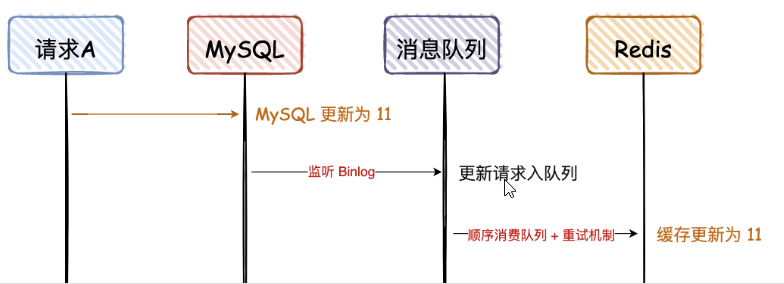 请求A
MySQL
消息队列
Redis
MySQL 更新为 11
监听 Binlog
更新请求入队列
顺序消费队列 + 重试机制
缓存更新为 11